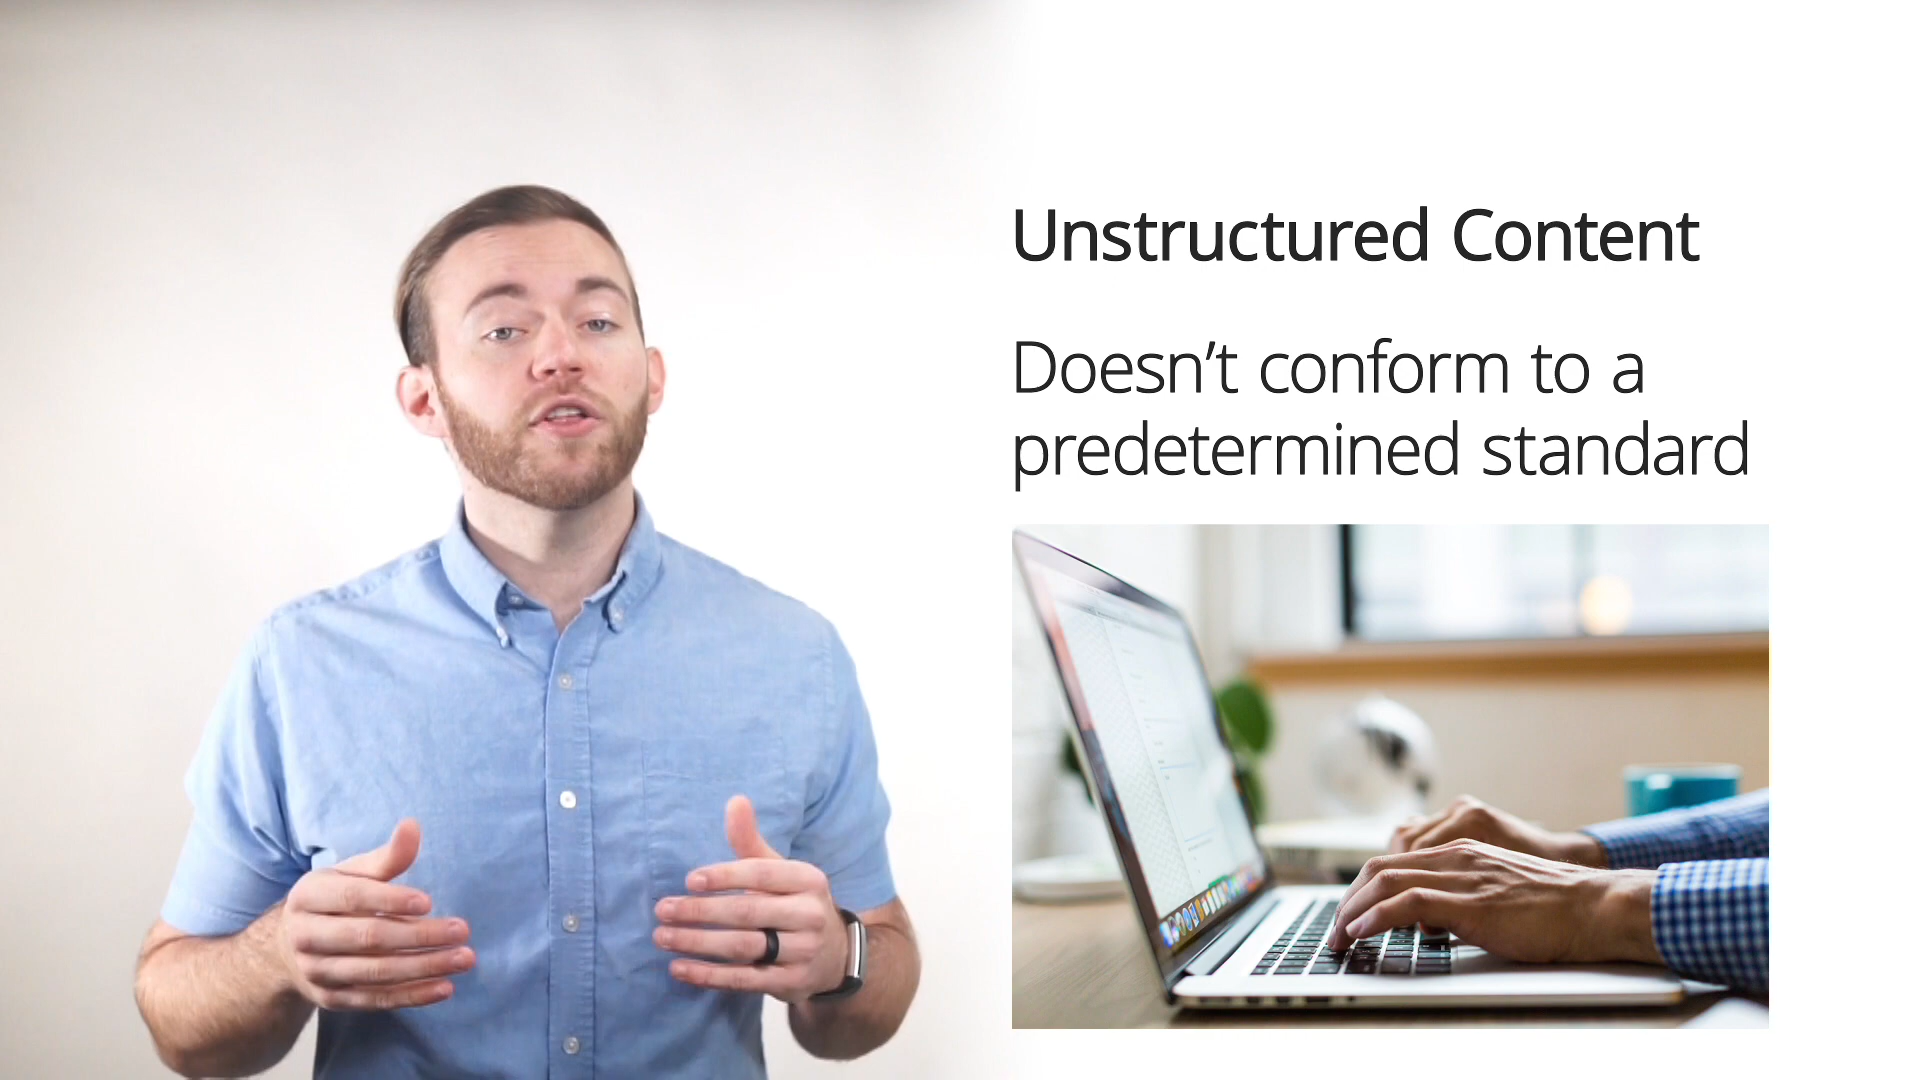 Unstructured Content
Doesn’t conform to a
predetermined standard